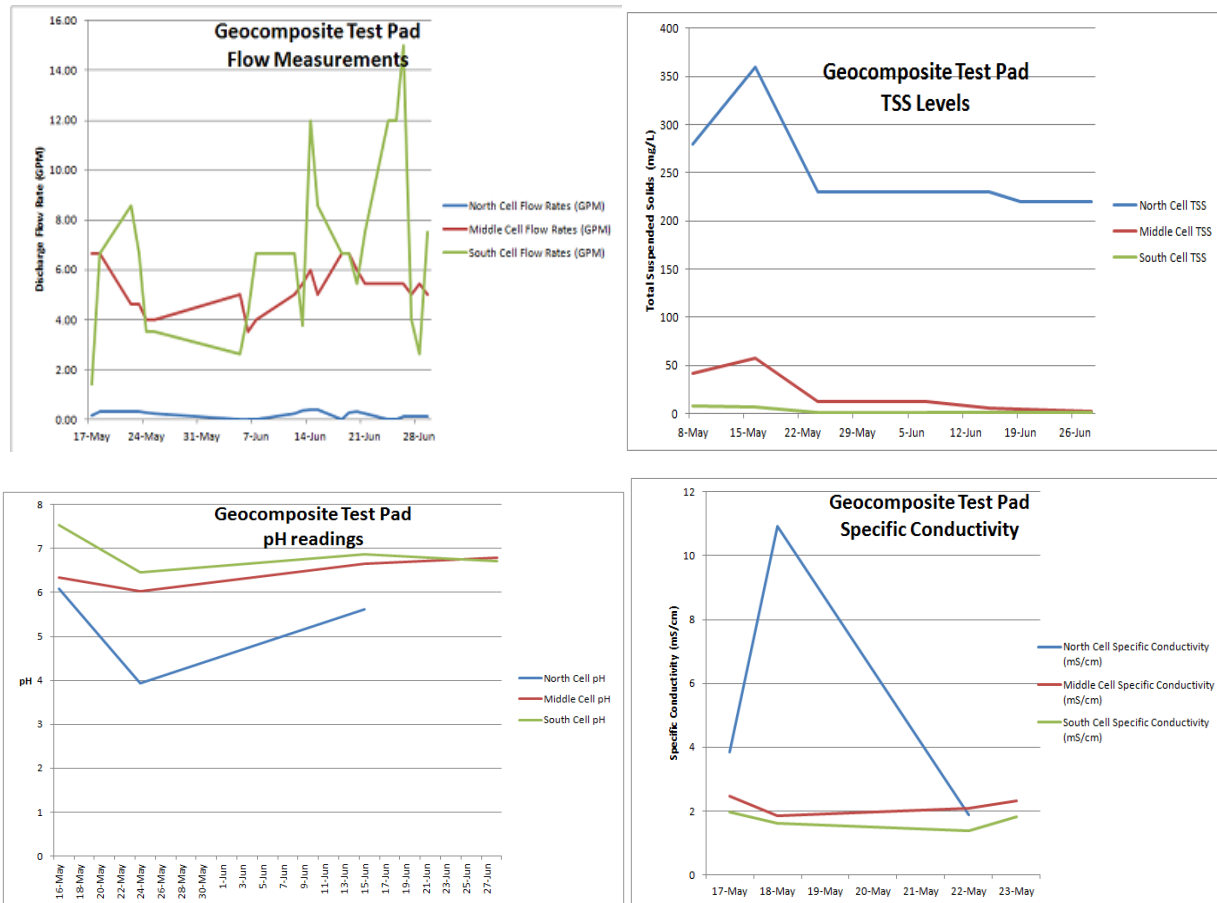 Geocomposite Test Pad
Flow Measurements
Discharge Flow Rate (GPM)
16.00
14.00
12.00
10.00
8.00
6.00
4.00
2.00
0.00
17-May
24-May
31-May
7-Jun
14-Jun
21-Jun
28-Jun
North Cell Flow Rates (GPM)
Middle Cell Flow Rates (GPM)
South Cell Flow Rates (GPM)
Geocomposite Test Pad
TSS Levels
Total Suspended Solids (mg/L)
400
350
300
250
200
150
100
50
0
8-May
15-May
22-May
29-May
5-Jun
12-Jun
19-Jun
26-Jun
North Cell TSS
Middle Cell TSS
South Cell TSS
Geocomposite Test Pad
pH readings
pH
8
7
6
5
4
3
2
1
0
16-May
18-May
20-May
22-May
24-May
26-May
28-May
30-May
1-Jun
3-Jun
5-Jun
7-Jun
9-Jun
11-Jun
13-Jun
15-Jun
17-Jun
19-Jun
21-Jun
23-Jun
25-Jun
27-Jun
North Cell pH
Middle Cell pH
South Cell pH
Geocomposite Test Pad
Specific Conductivity
Specific Conductivity (mS/cm)
12
10
8
6
4
2
0
17-May
18-May
19-May
20-May
21-May
22-May
23-May
North Cell Specific Conductivity
(mS/cm)
Middle Cell Specific Conductivity
(mS/cm)
South Cell Specific Conductivity
(mS/cm)